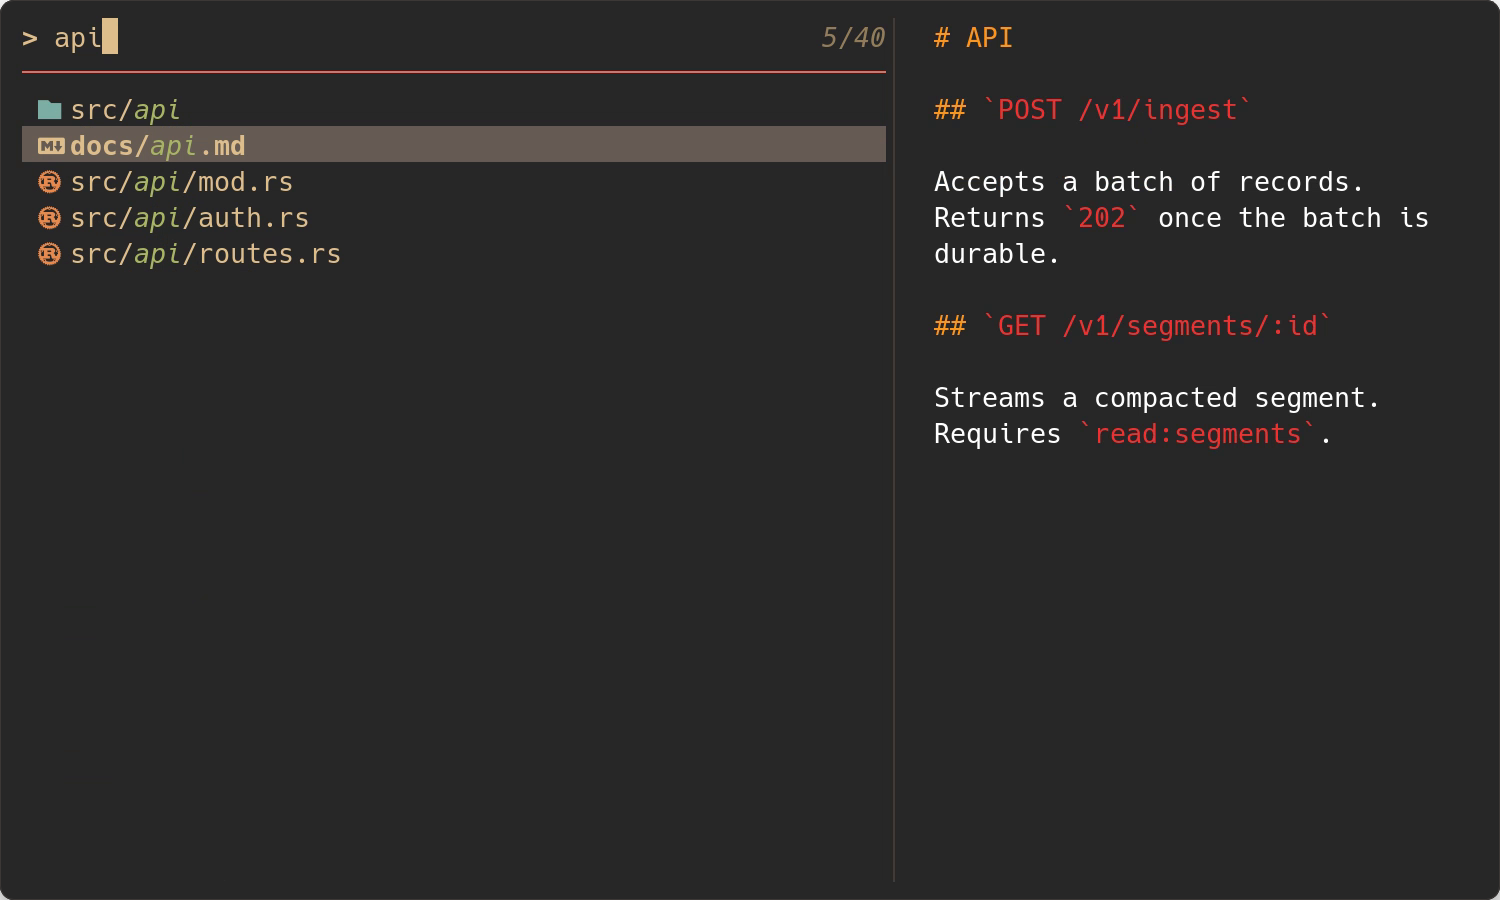 > api
5/40
src/api
docs/api.md
src/api/mod.rs
src/api/auth.rs
src/api/routes.rs
# API
## `POST /v1/ingest`
Accepts a batch of records.
Returns `202` once the batch is
durable.
## `GET /v1/segments/:id`
Streams a compacted segment.
Requires `read:segments`.